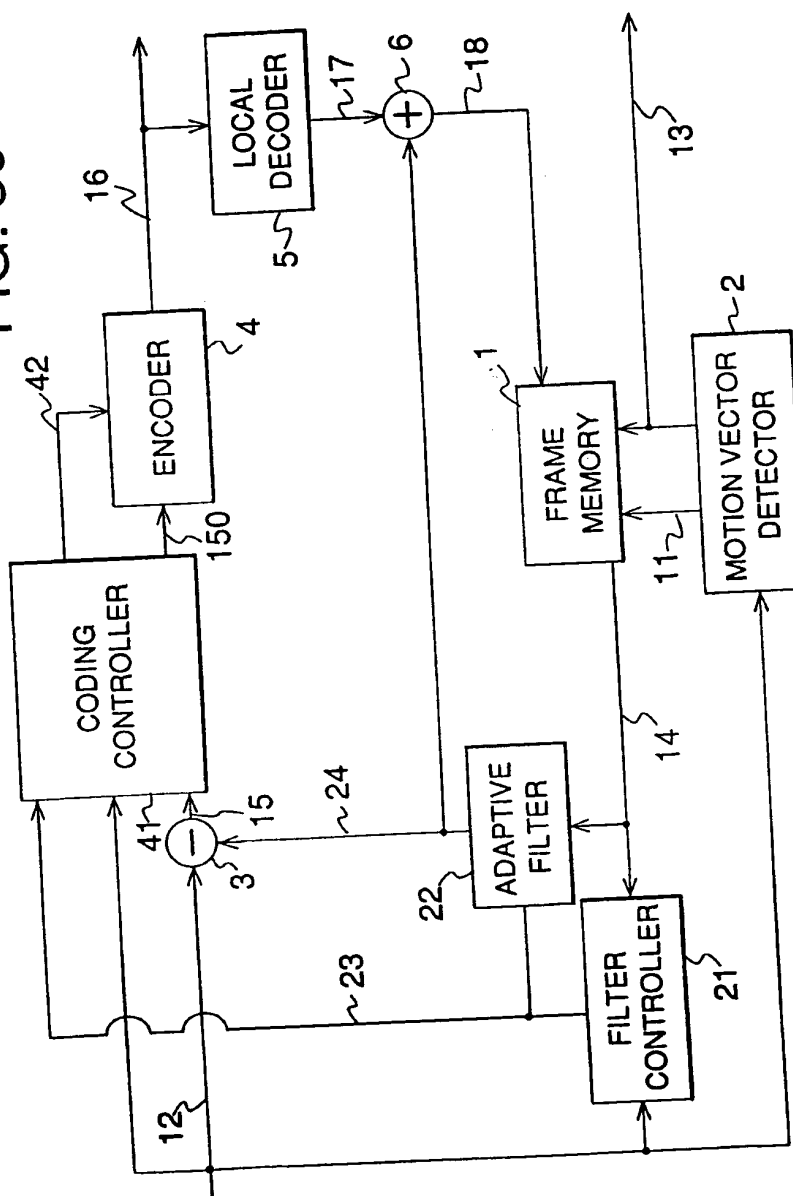 FIG.
42
16
CODING
CONTROLLER
ENCODER
4
150
41
15
3
12
23
24
LOCAL
DECODER
5
17
6
18
22
ADAPTIVE
FILTER
1
FRAME
MEMORY
14
11
13
FILTER
CONTROLLER
21
MOTION VECTOR
DETECTOR
2